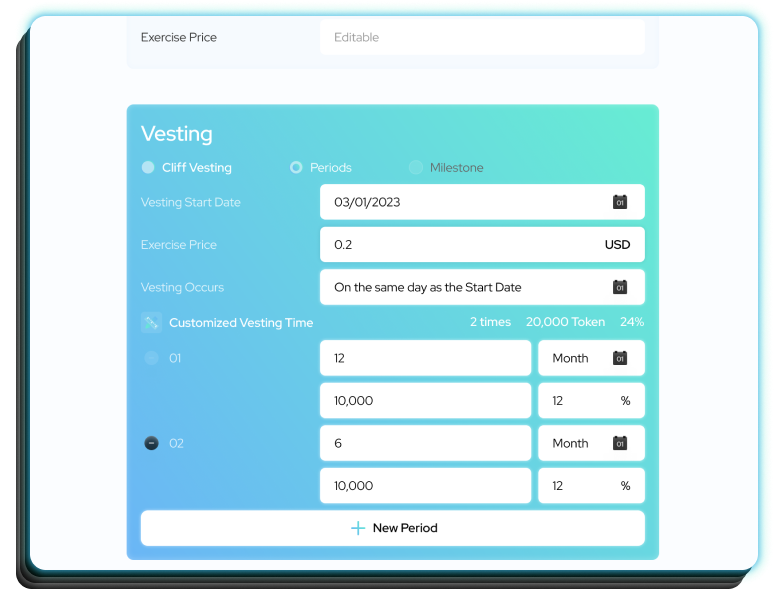 Exercise Price Editable
Vesting
Cliff Vesting Periods Milestone
Vesting Start Date 03/01/2023 01
Exercise Price 0.2 USD
Vesting Occurs On the same day as the Start Date 01
Customized Vesting Time 2 times 20,000 Token 24%
01 12 Month 01
10,000 12 %
02 6 Month 01
10,000 12 %
New Period